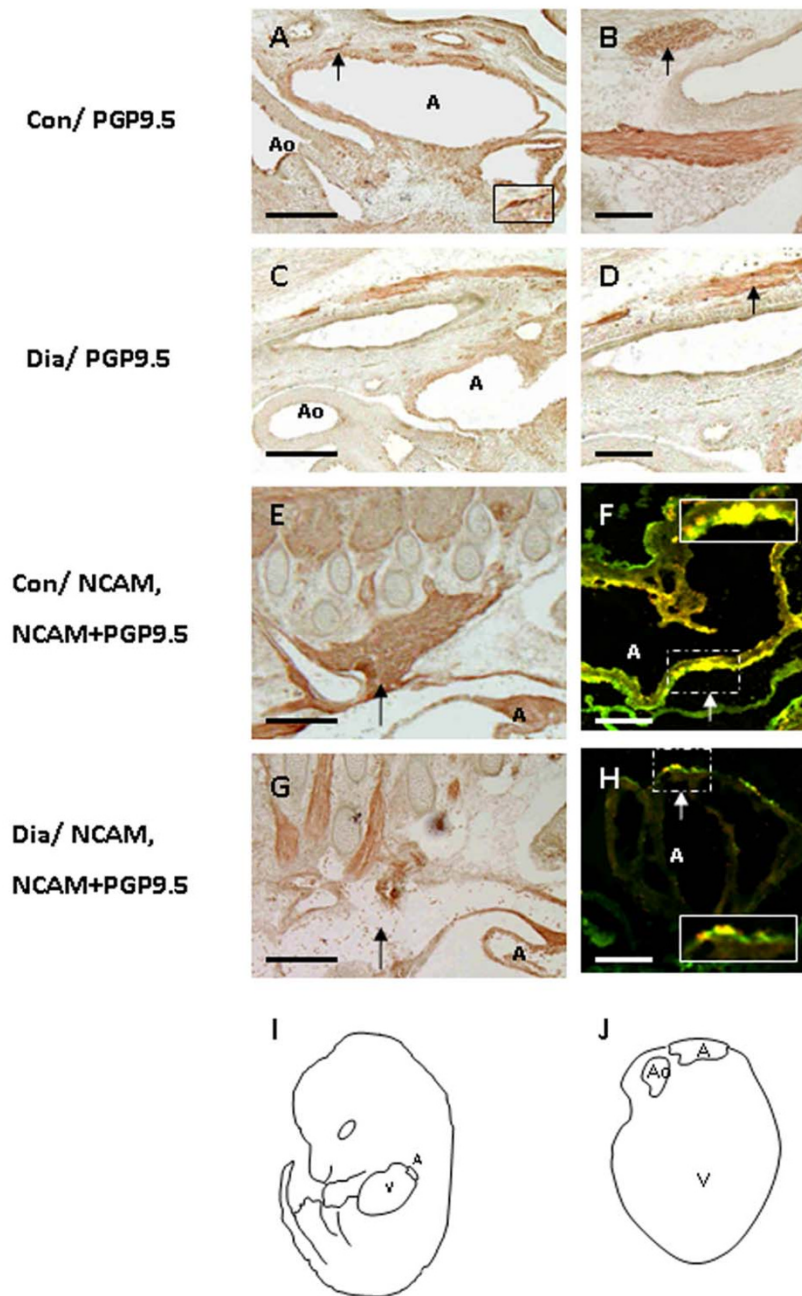 A
B
Con/ PGP9.5
A
Ao
C
D
Dia/ PGP9.5
A
Ao
E
F
Con/ NCAM,
NCAM+PGP9.5
A
A
G
H
Dia/ NCAM,
NCAM+PGP9.5
A
A
I
J
A
V
A
Ao
V